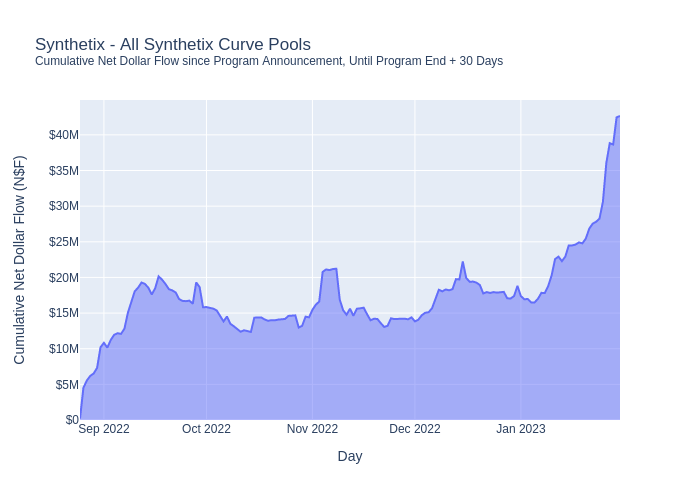 Synthetix - All Synthetix Curve Pools
Cumulative Net Dollar Flow since Program Announcement, Until Program End + 30 Days
Cumulative Net Dollar Flow (N$F)
$40M
$35M
$30M
$25M
$20M
$15M
$10M
$5M
$0
Sep 2022 Oct 2022 Nov 2022 Dec 2022 Jan 2023
Day